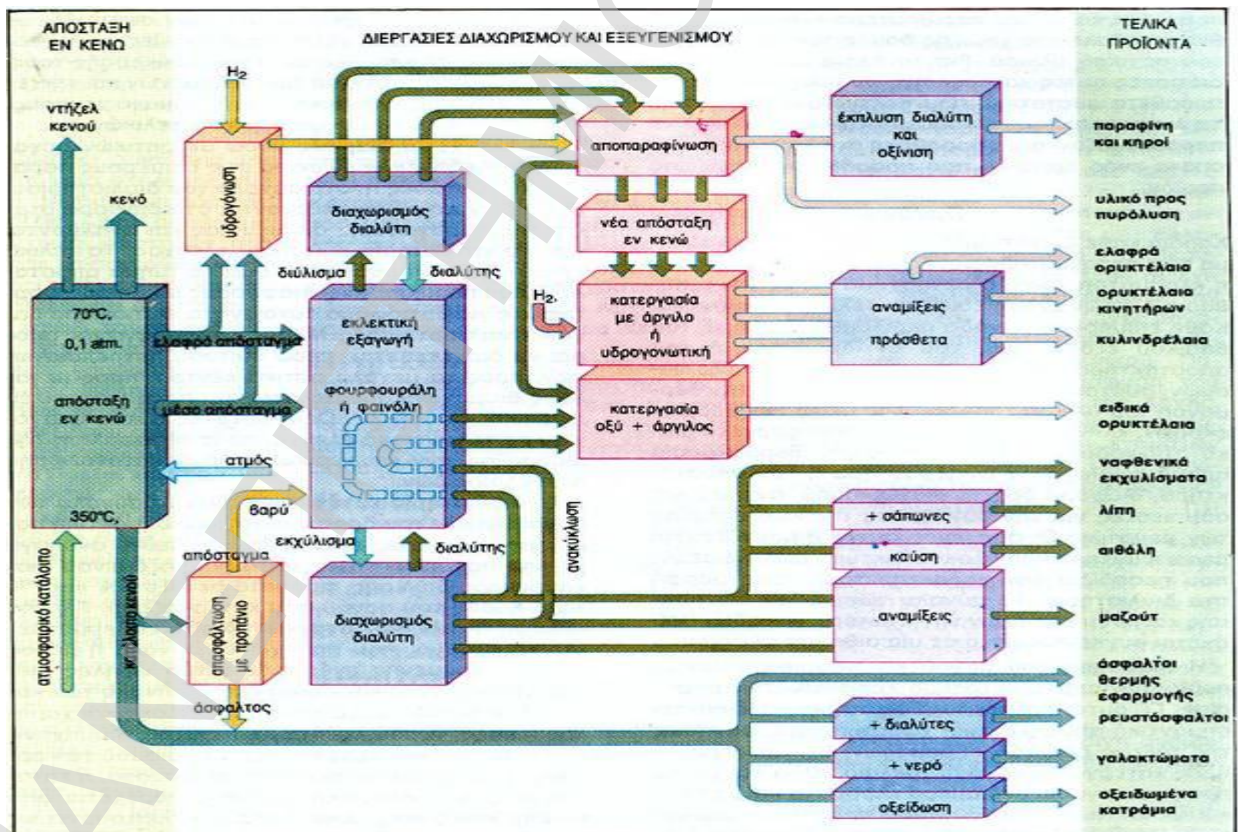 ΑΠΟΣΤΑΞΗ
ΕΝ ΚΕΝΩ
ΔΙΕΡΓΑΣΙΕΣ ΔΙΑΧΩΡΙΣΜΟΥ ΚΑΙ ΕΞΕΥΓΕΝΙΣΜΟΥ
ΤΕΛΙΚΑ
ΠΡΟΪΟΝΤΑ
ντήζελ
κενού
κενό
H2
υδρογόνωση
διαχωρισμός
διαλύτη
διύλισμα
διαλύτης
αποπαραφίνωση
έκπλυση διαλύτη
και
οξίνιση
παραφίνη
και κηροί
υλικό προς
πυρόλυση
νέα απόσταξη
εν κενώ
70°C,
0,1 atm.
απόσταξη
εν κενώ
350°C,
ελαφρά απόσταγμα
μέσο απόσταγμα
ατμός
εκλεκτική
εξαγωγή
φουρφουράλη
ή φαινόλη
H2,
κατεργασία
με άργιλο
ή
υδρογονωτική
αναμίξεις
πρόσθετα
ελαφρά
ορυκτέλαια
ορυκτέλαια
κινητήρων
κυλινδρέλαια
κατεργασία
οξύ + άργιλος
ειδικά
ορυκτέλαια
βαρύ
απόσταγμα
εκχύλισμα
διαλύτης
ανακύκλωση
ναφθενικά
εκχυλίσματα
+ σάπωνες
λίπη
καύση
αιθάλη
αναμίξεις
μαζούτ
ατμοσφαιρικό κατάλοιπο
κατάλοιπο κενού
απασφάλτωση
με προπάνιο
διαχωρισμός
διαλύτη
άσφαλτος
άσφαλτοι
θερμής
εφαρμογής
+ διαλύτες
ρευστάσφαλτοι
+ νερό
γαλακτώματα
οξείδωση
οξειδωμένα
κατράμια